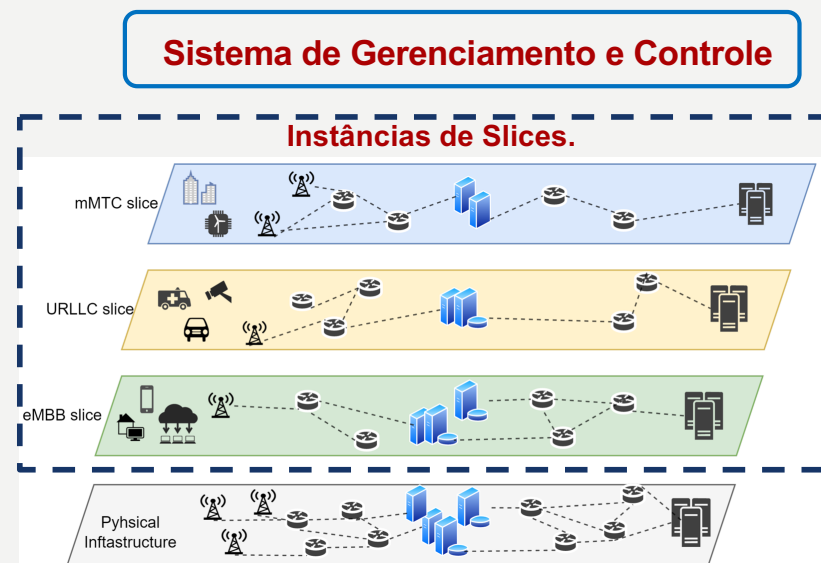 Sistema de Gerenciamento e Controle
Instâncias de Slices.
mMTC slice
URLLC slice
eMBB slice
Pyhsical
Inftastructure